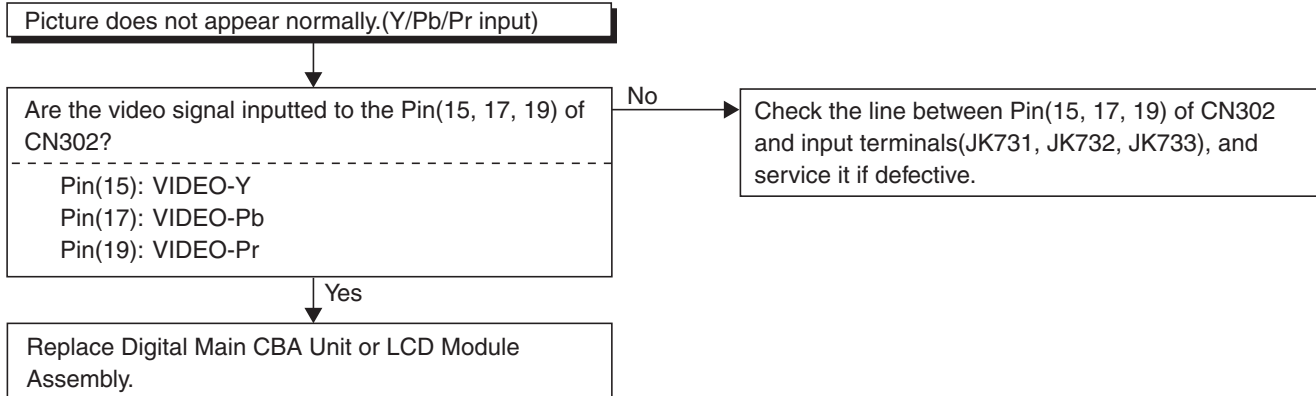 Picture does not appear normally.(Y/Pb/Pr input)
Are the video signal inputted to the Pin(15, 17, 19) of
CN302?
Pin(15): VIDEO-Y
Pin(17): VIDEO-Pb
Pin(19): VIDEO-Pr
No
Check the line between Pin(15, 17, 19) of CN302
and input terminals(JK731, JK732, JK733), and
service it if defective.
Yes
Replace Digital Main CBA Unit or LCD Module
Assembly.